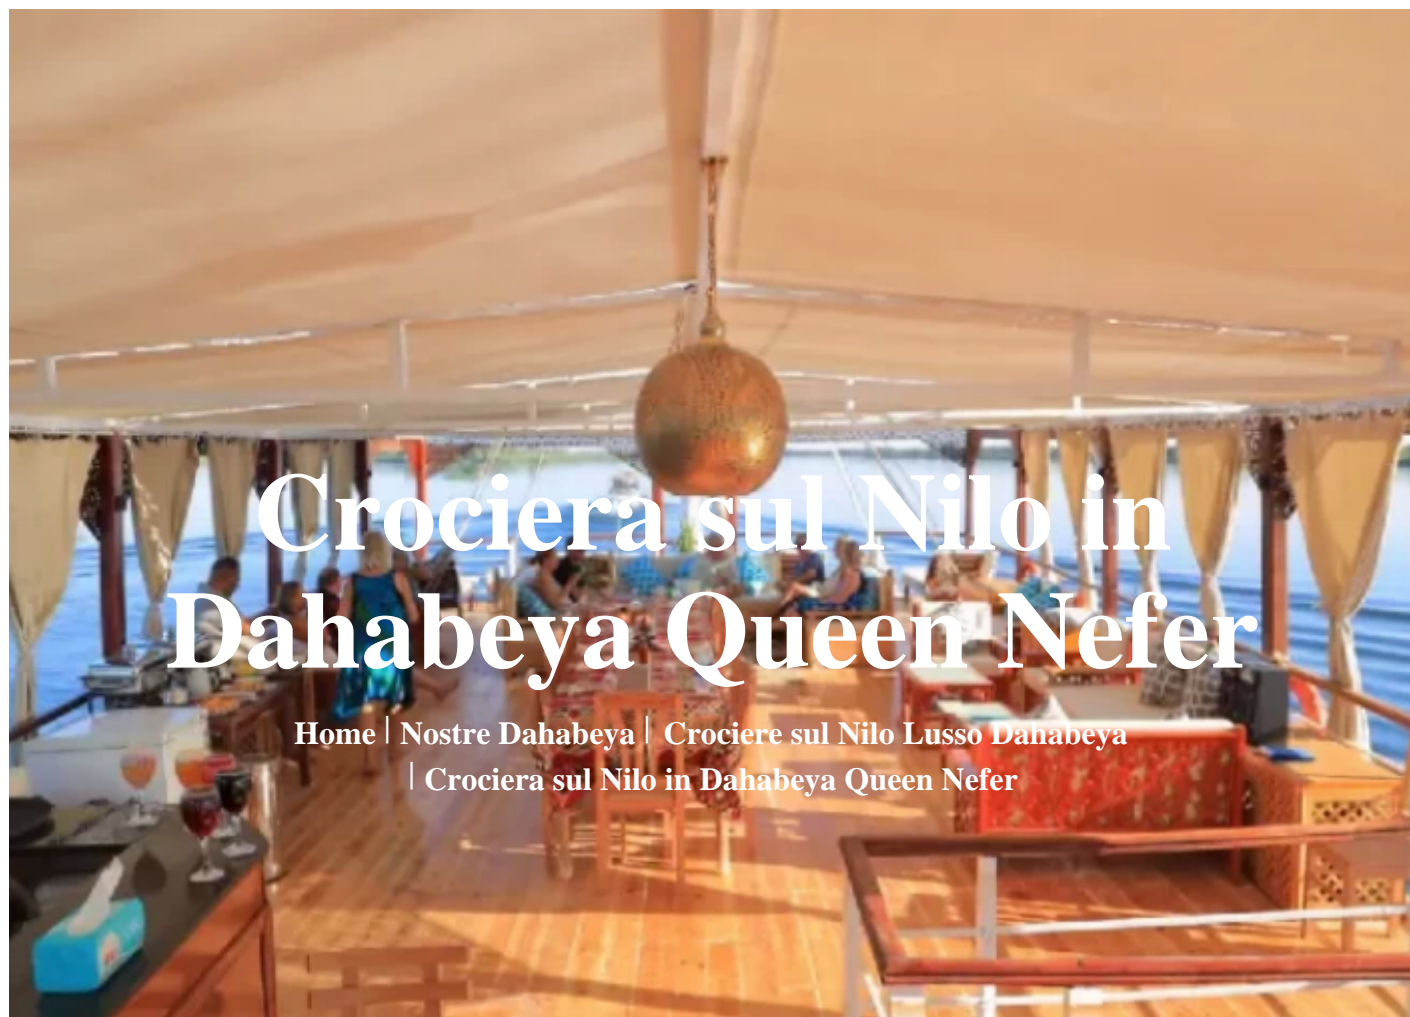 Crociera sul Nilo in
Dahabeya Queen Nefer
Home | Nostre Dahabeya | Crociere sul Nilo Lusso Dahabeya
| Crociera sul Nilo in Dahabeya Queen Nefer